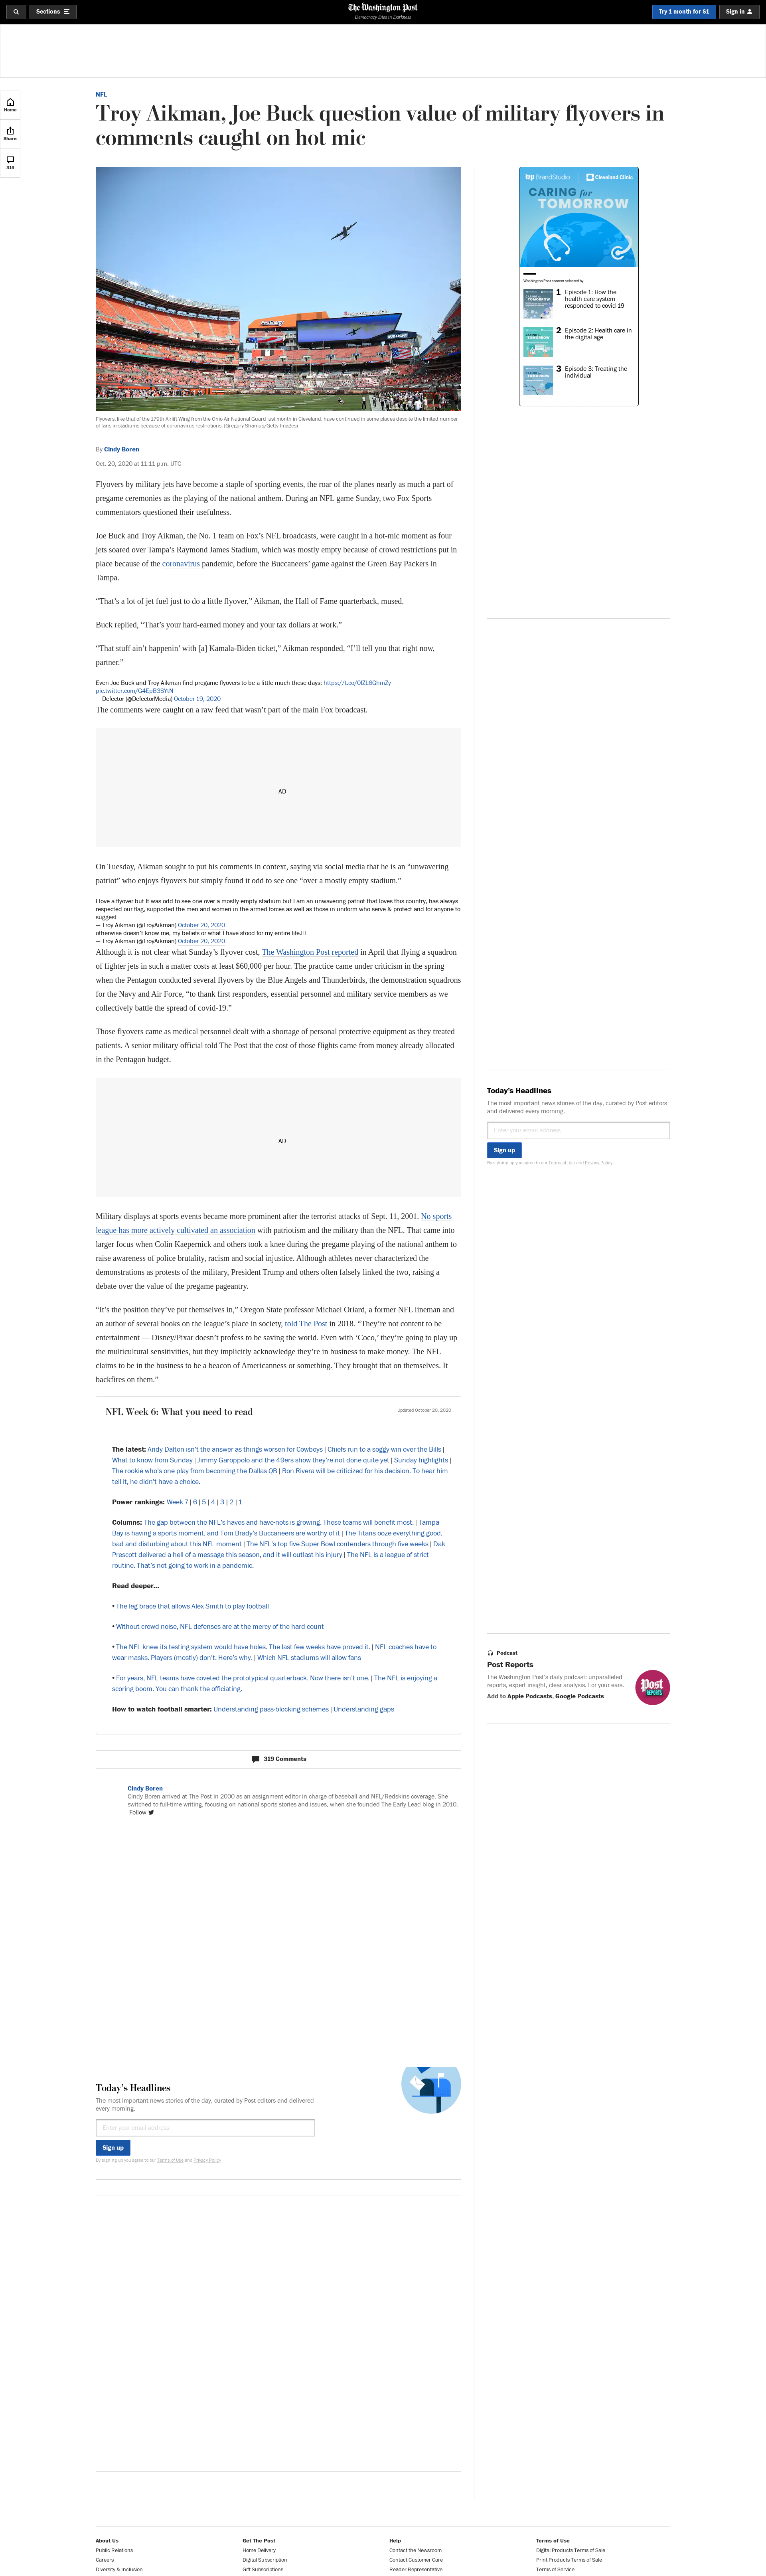 Sections
The Washington Post
Democracy Dies in Darkness
Try 1 month for $1
Sign in
Home
Share
319
NFL
Troy Aikman, Joe Buck question value of military flyovers in
comments caught on hot mic
Flyovers, like that of the 179th Airlift Wing from the Ohio Air National Guard last month in Cleveland, have continued in some places despite the limited number
of fans in stadiums because of coronavirus restrictions. (Gregory Shamus/Getty Images)
By Cindy Boren
Oct. 20, 2020 at 11:11 p.m. UTC
Flyovers by military jets have become a staple of sporting events, the roar of the planes nearly as much a part of
pregame ceremonies as the playing of the national anthem. During an NFL game Sunday, two Fox Sports
commentators questioned their usefulness.
Joe Buck and Troy Aikman, the No. 1 team on Fox’s NFL broadcasts, were caught in a hot-mic moment as four
jets soared over Tampa’s Raymond James Stadium, which was mostly empty because of crowd restrictions put in
place because of the coronavirus pandemic, before the Buccaneers’ game against the Green Bay Packers in
Tampa.
“That’s a lot of jet fuel just to do a little flyover,” Aikman, the Hall of Fame quarterback, mused.
Buck replied, “That’s your hard-earned money and your tax dollars at work.”
“That stuff ain’t happenin’ with [a] Kamala-Biden ticket,” Aikman responded, “I’ll tell you that right now,
partner.”
Even Joe Buck and Troy Aikman find pregame flyovers to be a little much these days:
— Defector (@DefectorMedia) October 19, 2020
The comments were caught on a raw feed that wasn’t part of the main Fox broadcast.
AD
On Tuesday, Aikman sought to put his comments in context, saying via social media that he is an “unwavering
patriot” who enjoys flyovers but simply found it odd to see one “over a mostly empty stadium.”
I love a flyover but It was odd to see one over a mostly empty stadium but I am an unwavering patriot that loves this country, has always
respected our flag, supported the men and women in the armed forces as well as those in uniform who serve & protect and for anyone to
suggest
— Troy Aikman (@TroyAikman) October 20, 2020
otherwise doesn’t know me, my beliefs or what I have stood for my entire life.
— Troy Aikman (@TroyAikman) October 20, 2020
Although it is not clear what Sunday’s flyover cost, The Washington Post reported in April that flying a squadron
of fighter jets in such a matter costs at least $60,000 per hour. The practice came under criticism in the spring
when the Pentagon conducted several flyovers by the Blue Angels and Thunderbirds, the demonstration squadrons
for the Navy and Air Force, “to thank first responders, essential personnel and military service members as we
collectively battle the spread of covid-19.”
Those flyovers came as medical personnel dealt with a shortage of personal protective equipment as they treated
patients. A senior military official told The Post that the cost of those flights came from money already allocated
in the Pentagon budget.
AD
Military displays at sports events became more prominent after the terrorist attacks of Sept. 11, 2001. No sports
league has more actively cultivated an association with patriotism and the military than the NFL. That came into
larger focus when Colin Kaepernick and others took a knee during the pregame playing of the national anthem to
raise awareness of police brutality, racism and social injustice. Although athletes never characterized the
demonstrations as protests of the military, President Trump and others often falsely linked the two, raising a
debate over the value of the pregame pageantry.
“It’s the position they’ve put themselves in,” Oregon State professor Michael Oriard, a former NFL lineman and
an author of several books on the league’s place in society, told The Post in 2018. “They’re not content to be
entertainment — Disney/Pixar doesn’t profess to be saving the world. Even with ‘Coco,’ they’re going to play up
the multicultural sensitivities, but they implicitly acknowledge they’re in business to make money. The NFL
claims to be in the business to be a beacon of Americanness or something. They brought that on themselves. It
backfires on them.”
NFL Week 6: What you need to read
Updated October 20, 2020
The latest: Andy Dalton isn’t the answer as things worsen for Cowboys | Chiefs run to a soggy win over the Bills |
What to know from Sunday | Jimmy Garoppolo and the 49ers show they’re not done quite yet | Sunday highlights |
The rookie who’s one play from becoming the Dallas QB | Ron Rivera will be criticized for his decision. To hear him
tell it, he didn’t have a choice.
Power rankings: Week 7 | 6 | 5 | 4 | 3 | 2 | 1
Columns: The gap between the NFL’s haves and have-nots is growing. These teams will benefit most. | Tampa
Bay is having a sports moment, and Tom Brady’s Buccaneers are worthy of it | The Titans ooze everything good,
bad and disturbing about this NFL moment | The NFL’s top five Super Bowl contenders through five weeks | Dak
Prescott delivered a hell of a message this season, and it will outlast his injury | The NFL is a league of strict
routine. That’s not going to work in a pandemic.
Read deeper...
• The leg brace that allows Alex Smith to play football
• Without crowd noise, NFL defenses are at the mercy of the hard count
• The NFL knew its testing system would have holes. The last few weeks have proved it. | NFL coaches have to
wear masks. Players (mostly) don’t. Here’s why. | Which NFL stadiums will allow fans
• For years, NFL teams have coveted the prototypical quarterback. Now there isn’t one. | The NFL is enjoying a
scoring boom. You can thank the officiating.
How to watch football smarter: Understanding pass-blocking schemes | Understanding gaps
319 Comments
Cindy Boren
Cindy Boren arrived at The Post in 2000 as an assignment editor in charge of baseball and NFL/Redskins coverage. She
switched to full-time writing, focusing on national sports stories and issues, when she founded The Early Lead blog in 2010.
Follow
Today’s Headlines
The most important news stories of the day, curated by Post editors and delivered
every morning.
Enter your email address
Sign up
By signing up you agree to our Terms of Use and Privacy Policy
wp BrandStudio
Cleveland Clinic
CARING for
TOMORROW
Washington Post content selected by
1 Episode 1: How the
health care system
responded to covid-19
2 Episode 2: Health care in
the digital age
3 Episode 3: Treating the
individual
Today’s Headlines
The most important news stories of the day, curated by Post editors
and delivered every morning.
Enter your email address
Sign up
By signing up you agree to our Terms of Use and Privacy Policy
Podcast
Post Reports
The Washington Post’s daily podcast: unparalleled
reports, expert insight, clear analysis. For your ears.
Add to Apple Podcasts, Google Podcasts
Post
REPORTS
About Us
Public Relations
Careers
Diversity & Inclusion
Get The Post
Home Delivery
Digital Subscription
Gift Subscriptions
Help
Contact the Newsroom
Contact Customer Care
Reader Representative
Terms of Use
Digital Products Terms of Sale
Print Products Terms of Sale
Terms of Service